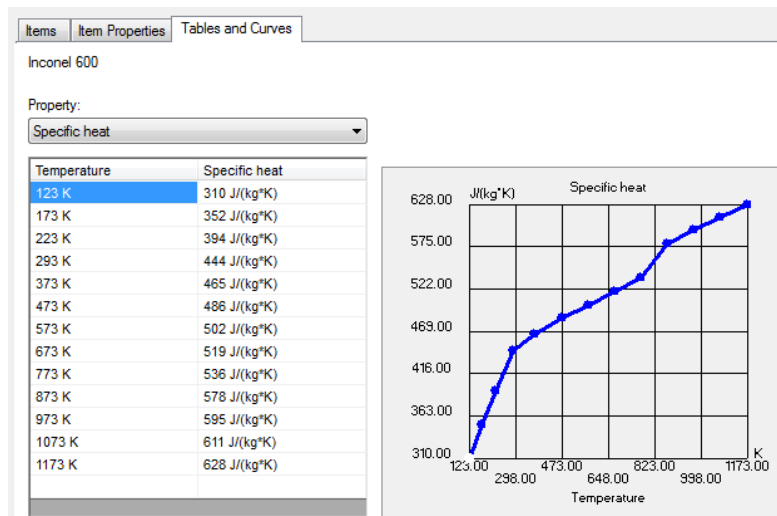 Items Item Properties Tables and Curves
Inconel 600
Property:
Specific heat
Temperature Specific heat
123 K 310 J/(kg*K)
173 K 352 J/(kg*K)
223 K 394 J/(kg*K)
293 K 444 J/(kg*K)
373 K 465 J/(kg*K)
473 K 486 J/(kg*K)
573 K 502 J/(kg*K)
673 K 519 J/(kg*K)
773 K 536 J/(kg*K)
873 K 578 J/(kg*K)
973 K 595 J/(kg*K)
1073 K 611 J/(kg*K)
1173 K 628 J/(kg*K)
J/(kg*K) Specific heat
628.00
575.00
522.00
469.00
416.00
363.00
310.00 K
123.00 473.00 823.00 1173.00
298.00 648.00 998.00
Temperature